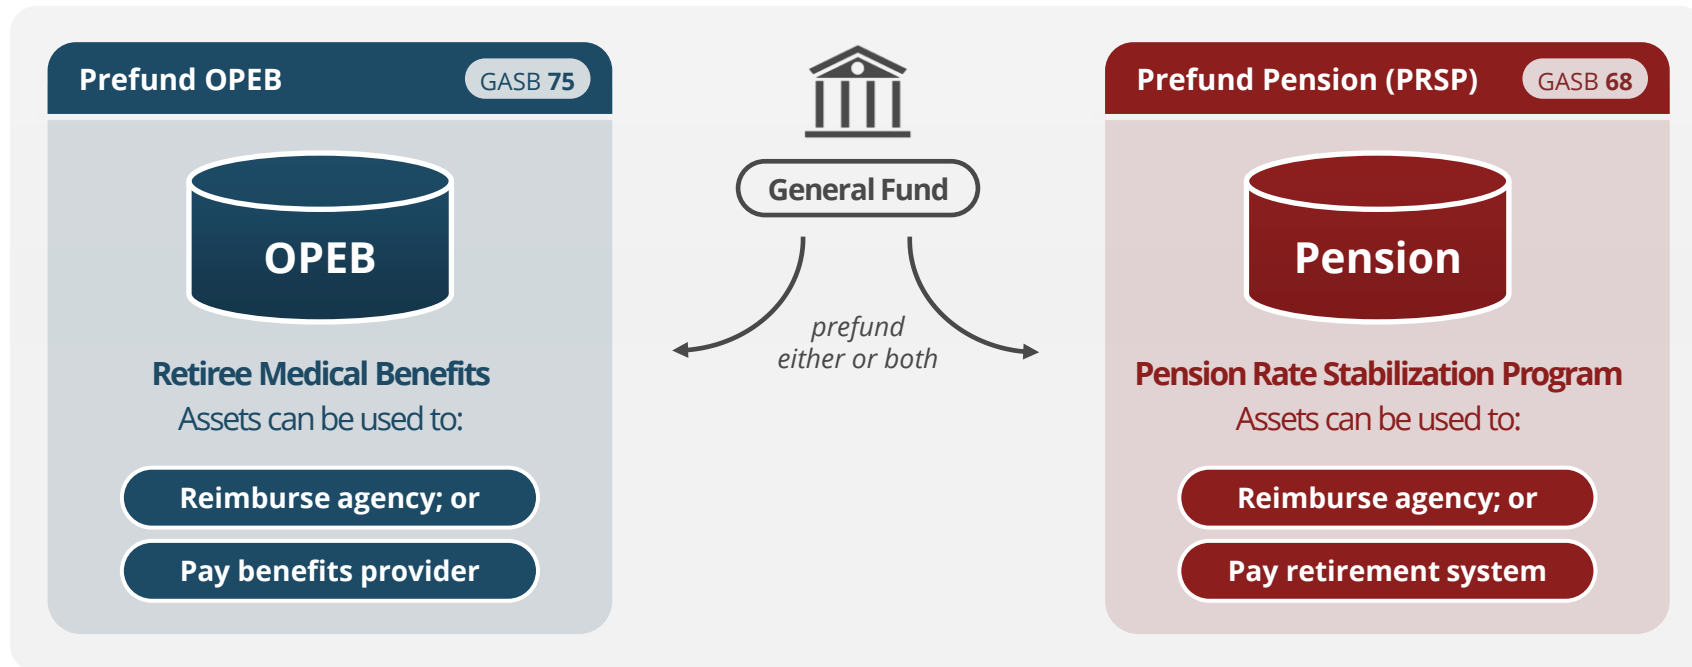 Prefund OPEB
GASB 75
OPEB
Retiree Medical Benefits
Assets can be used to:
Reimburse agency; or
Pay benefits provider
General Fund
prefund
either or both
Prefund Pension (PRSP)
GASB 68
Pension
Pension Rate Stabilization Program
Assets can be used to:
Reimburse agency; or
Pay retirement system